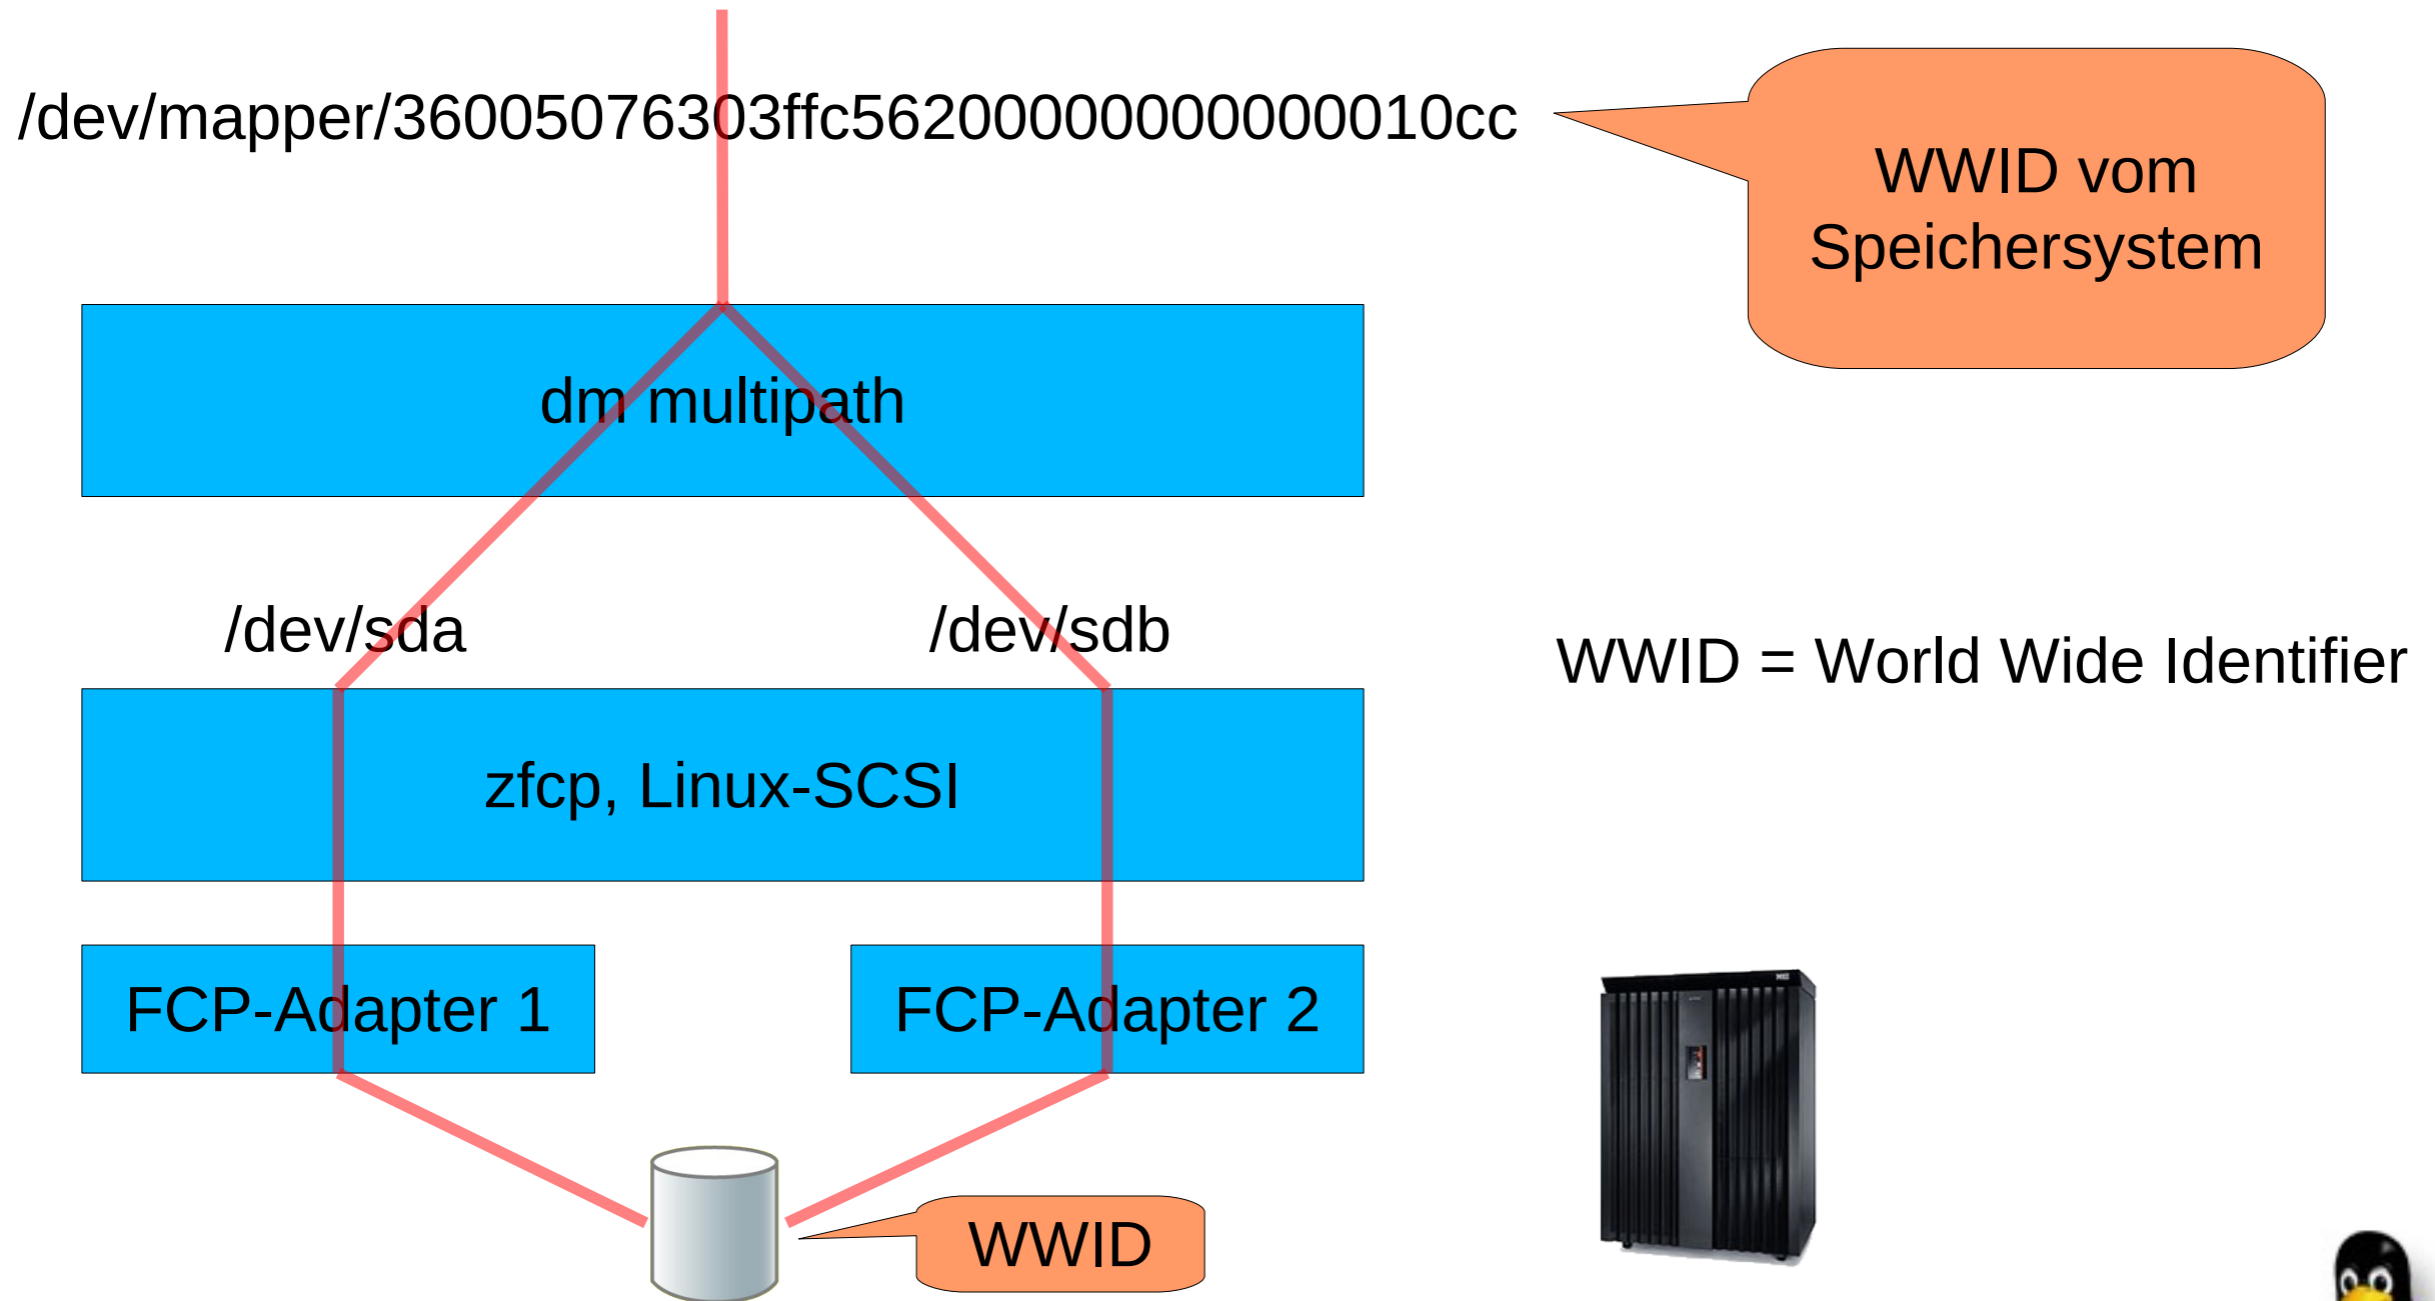 /dev/mapper/36005076303ffc56200000000000010cc
WWID vom
Speichersystem
dm multipath
/dev/sda
/dev/sdb
WWID = World Wide Identifier
zfcp, Linux-SCSI
FCP-Adapter 1
FCP-Adapter 2
WWID